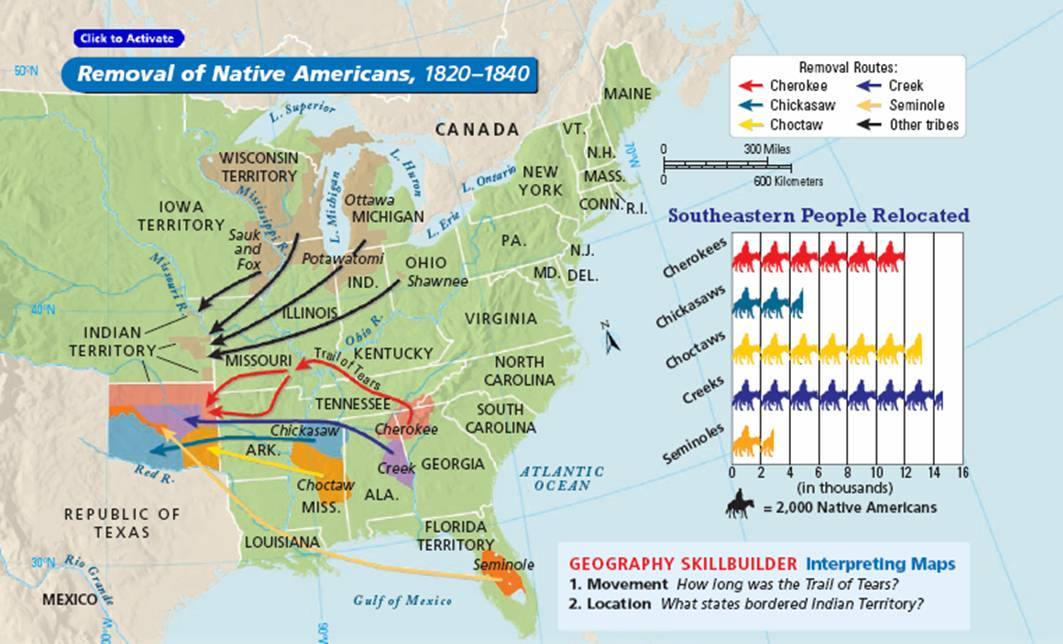 Click to Activate
Removal of Native Americans, 1820–1840
50°N
L. Superior
CANADA
MAINE
VT.
N.H.
MASS.
CONN.
R.I.
70°W
NEW
YORK
L. Ontario
L. Huron
L. Michigan
L. Erie
WISCONSIN
TERRITORY
Mississippi R.
Ottawa
MICHIGAN
IOWA
TERRITORY
Sauk
and
Fox
Potawatomi
OHIO
Shawnee
IND.
PA.
N.J.
MD.
DEL.
Missouri R.
40°N
ILLINOIS
Ohio R.
VIRGINIA
INDIAN
TERRITORY
MISSOURI
Trail of Tears
KENTUCKY
NORTH
CAROLINA
TENNESSEE
SOUTH
CAROLINA
Chickasaw
Cherokee
ARK.
Creek
GEORGIA
Red R.
Choctaw
ALA.
MISS.
ATLANTIC
OCEAN
REPUBLIC OF
TEXAS
LOUISIANA
FLORIDA
TERRITORY
Seminole
30°N
Rio Grande
MEXICO
Gulf of Mexico
90°W
N
Removal Routes:
Cherokee
Creek
Chickasaw
Seminole
Choctaw
Other tribes
0
300 Miles
0
600 Kilometers
Southeastern People Relocated
Cherokees
Chickasaws
Choctaws
Creeks
Seminoles
0 2 4 6 8 10 12 14 16
(in thousands)
= 2,000 Native Americans
GEOGRAPHY SKILLBUILDER Interpreting Maps
1. Movement How long was the Trail of Tears?
2. Location What states bordered Indian Territory?